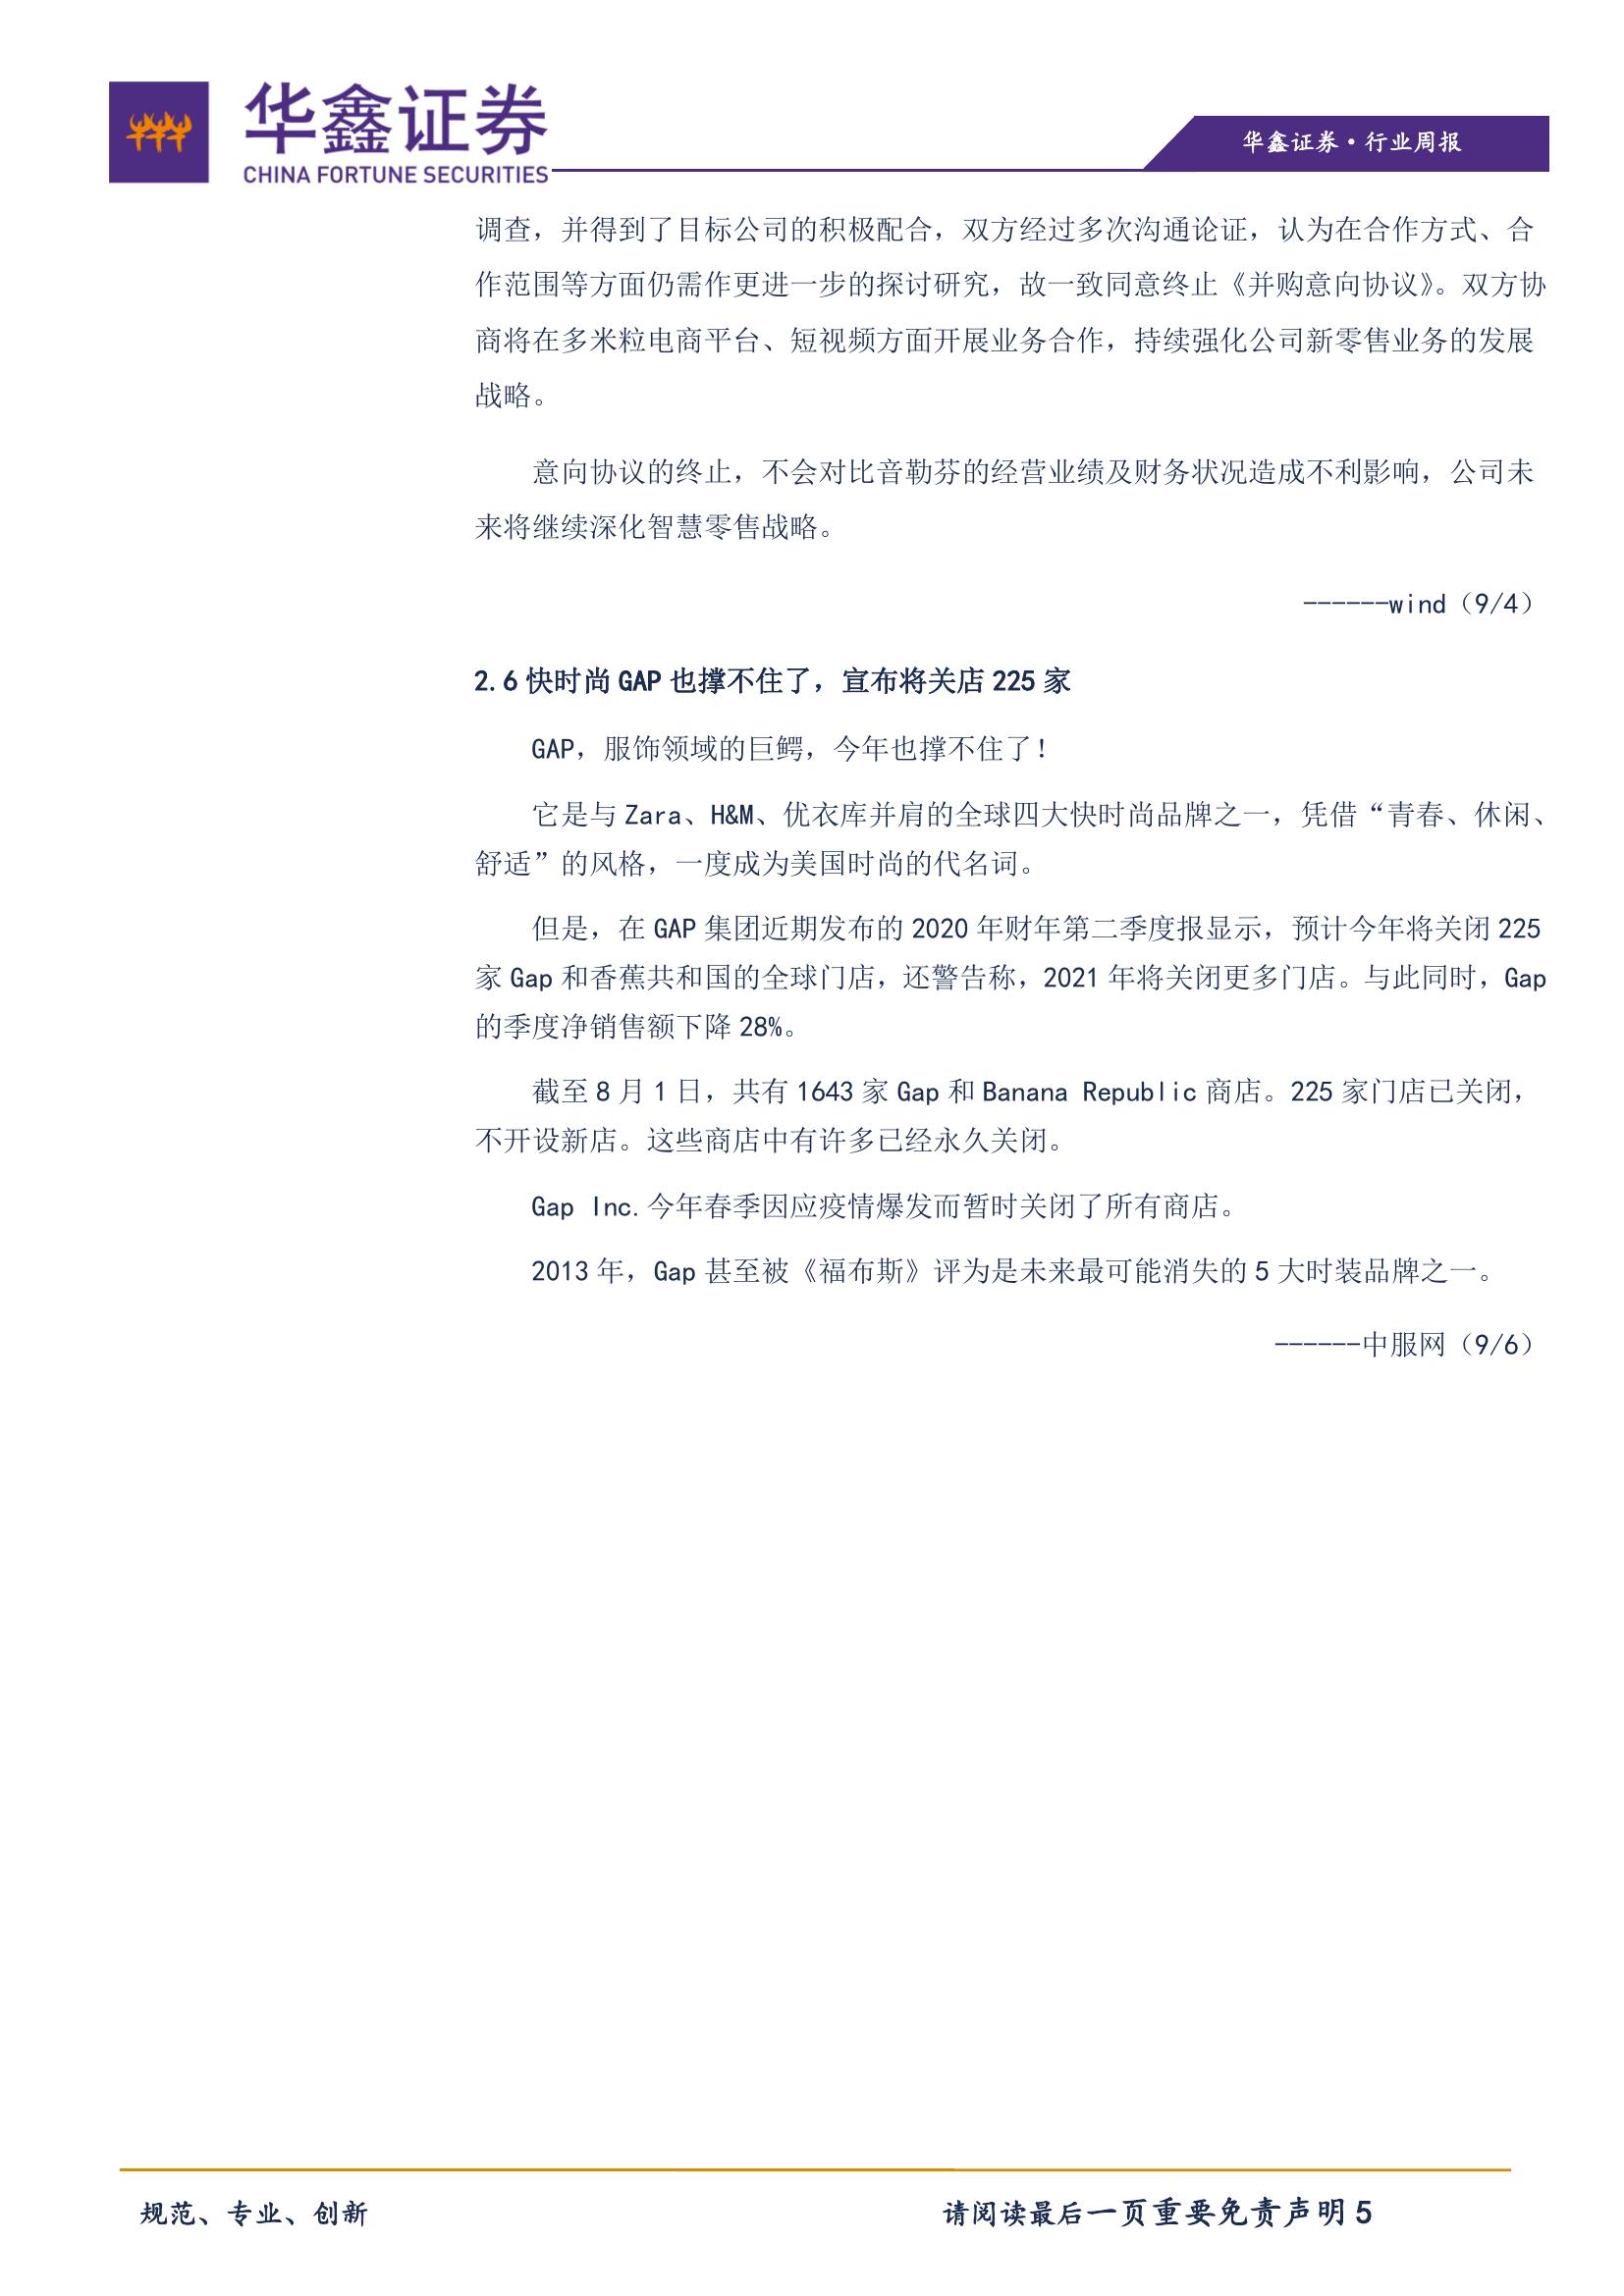 华鑫证券
CHINA FORTUNE SECURITIES
华鑫证券·行业周报
调查，并得到了目标公司的积极配合，双方经过多次沟通论证，认为在合作方式、合
作范围等方面仍需作更进一步的探讨研究，故一致同意终止《并购意向协议》。双方协
商将在多米粒电商平台、短视频方面开展业务合作，持续强化公司新零售业务的发展
战略。
意向协议的终止，不会对比音勒芬的经营业绩及财务状况造成不利影响，公司未
来将继续深化智慧零售战略。
------wind（9/4）
2.6 快时尚 GAP 也撑不住了，宣布将关店 225 家
GAP，服饰领域的巨鳄，今年也撑不住了！
它是与 Zara、H&M、优衣库并肩的全球四大快时尚品牌之一，凭借“青春、休闲、
舒适”的风格，一度成为美国时尚的代名词。
但是，在 GAP 集团近期发布的 2020 年财年第二季度报显示，预计今年将关闭 225
家 Gap 和香蕉共和国的全球门店，还警告称，2021 年将关闭更多门店。与此同时，Gap
的季度净销售额下降 28%。
截至 8 月 1 日，共有 1643 家 Gap 和 Banana Republic 商店。225 家门店已关闭，
不开设新店。这些商店中有许多已经永久关闭。
Gap Inc. 今年春季因应疫情爆发而暂时关闭了所有商店。
2013 年，Gap 甚至被《福布斯》评为是未来最可能消失的 5 大时装品牌之一。
------中服网（9/6）
规范、专业、创新
请阅读最后一页重要免责声明 5